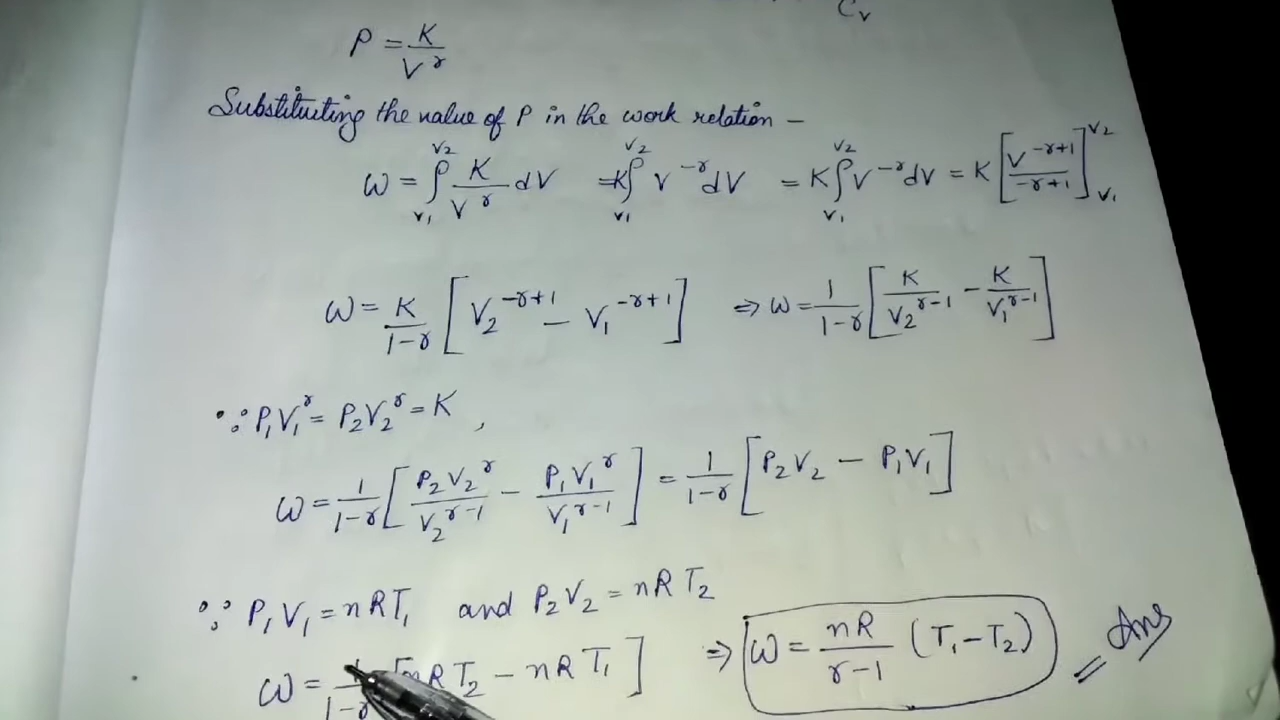 C_v
P = K/V^γ
Substituting the value of P in the work relation –
W = ∫_{V1}^{V2} K/V^γ dV = K∫_{V1}^{V2} V^{-γ} dV = K∫_{V1}^{V2} V^{-γ} dV = K [V^{-γ+1}/-γ+1]_{V1}^{V2}
W = K/1-γ [V₂^{-γ+1} - V₁^{-γ+1}] ⇒ W = 1/1-γ [K/V₂^{γ-1} - K/V₁^{γ-1}]
∵ P₁V₁^γ = P₂V₂^γ = K ,
W = 1/1-γ [P₂V₂^γ/V₂^{γ-1} - P₁V₁^γ/V₁^{γ-1}] = 1/1-γ [P₂V₂ - P₁V₁]
∵ P₁V₁ = nRT₁ and P₂V₂ = nRT₂
W = 1/1-γ [nRT₂ - nRT₁] ⇒ W = nR/γ-1 (T₁-T₂) Ans